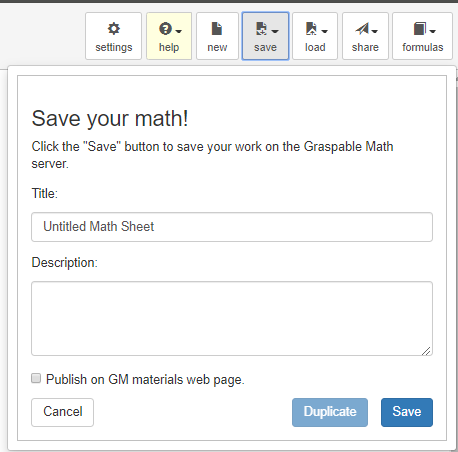 settings help new save load share formulas
Save your math!
Click the "Save" button to save your work on the Graspable Math
server.
Title:
Untitled Math Sheet
Description:
Publish on GM materials web page.
Cancel Duplicate Save